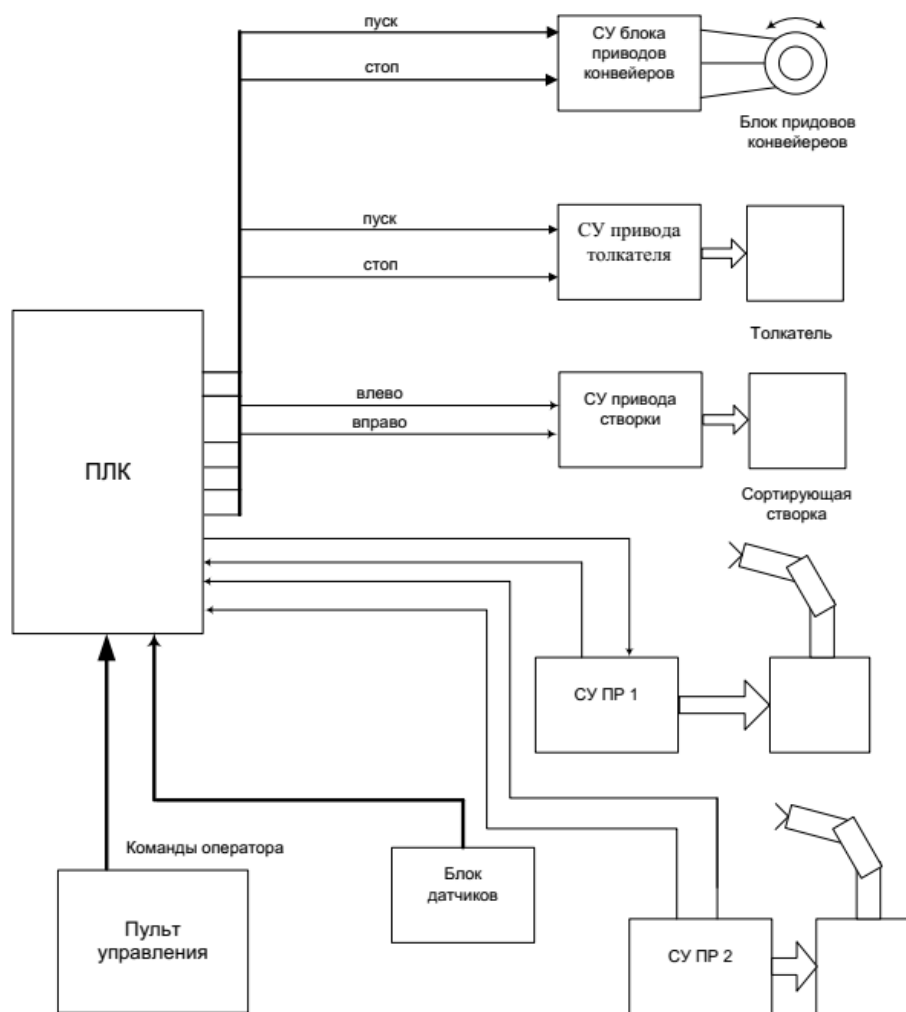 пуск
стоп
СУ блока
приводов
конвейеров
Блок придовов
конвейереов
пуск
стоп
СУ привода
толкателя
Толкатель
влево
вправо
СУ привода
створки
Сортирующая
створка
ПЛК
СУ ПР 1
Команды оператора
Пульт
управления
Блок
датчиков
СУ ПР 2